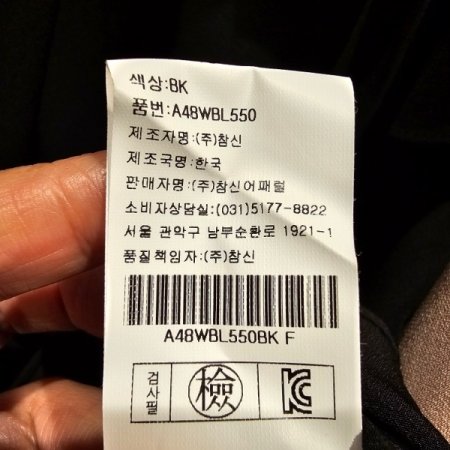 색상:BK
품번:A48WBL550
제조자명:(주)참신
제조국명:한국
판매자명:(주)참신어패럴
소비자상담실:(031)5177-8822
서울 관악구 남부순환로 1921-1
품질책임자:(주)참신
A48WBL550BK F
검사필 檢 KC